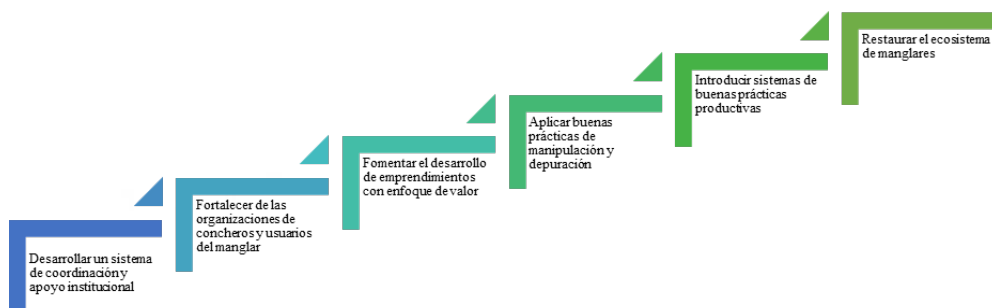 Desarrollar un sistema
de coordinación y
apoyo institucional
Fortalecer de las
organizaciones de
concheros y usuarios
del manglar
Fomentar el desarrollo
de emprendimientos
con enfoque de valor
Aplicar buenas
prácticas de
manipulación y
depuración
Introducir sistemas de
buenas prácticas
productivas
Restaurar el ecosistema
de manglares